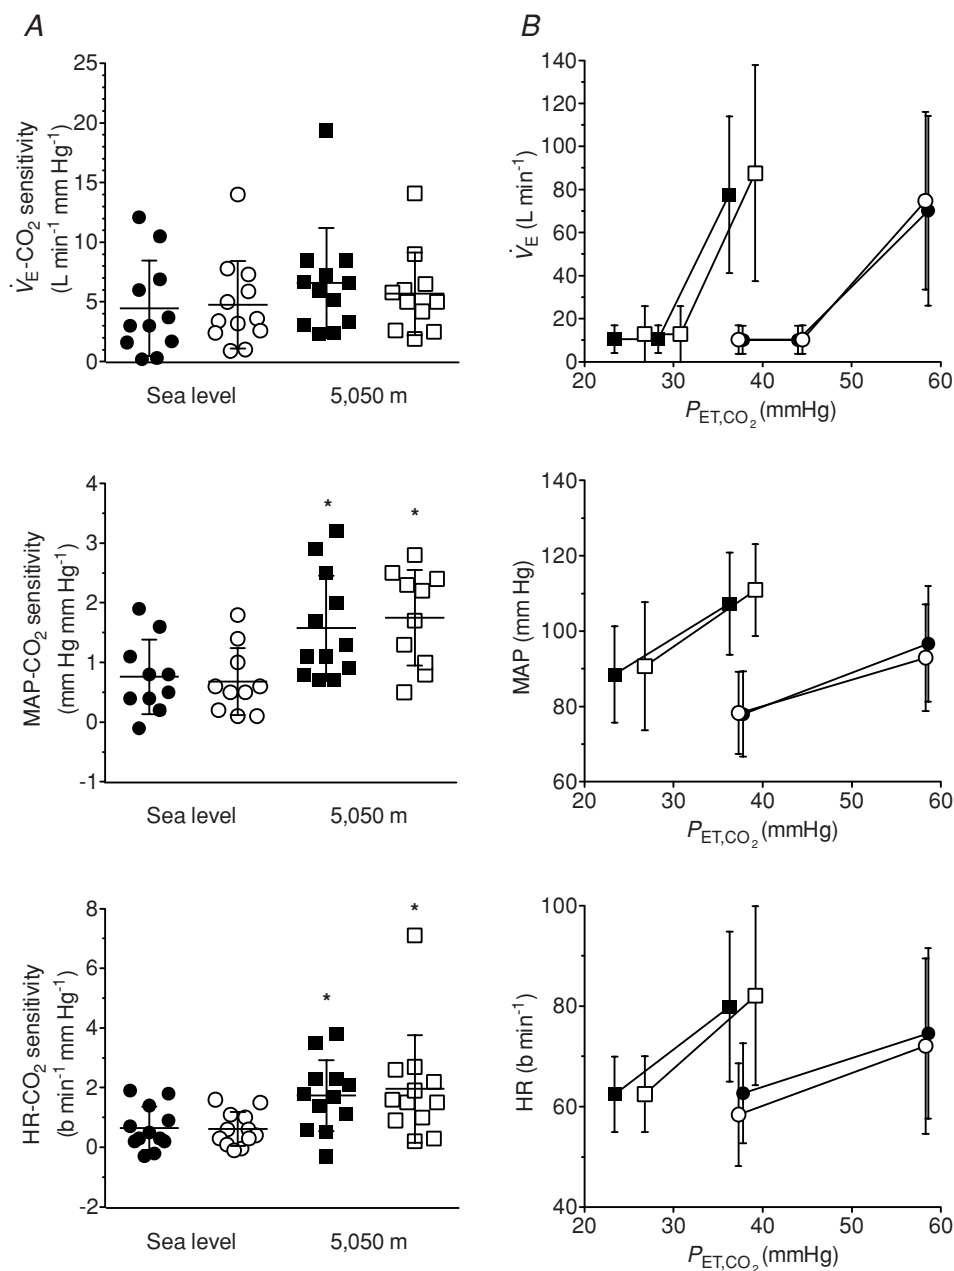 A
B
V̇E-CO2 sensitivity
(L min-1 mm Hg-1)
25
20
15
10
5
0
Sea level
5,050 m
V̇E (L min-1)
140
120
100
80
60
40
20
0
20
30
40
50
60
PET,CO2 (mmHg)
MAP-CO2 sensitivity
(mm Hg mm Hg-1)
4
3
2
1
0
-1
*
*
Sea level
5,050 m
MAP (mm Hg)
140
120
100
80
60
20
30
40
50
60
PET,CO2 (mmHg)
HR-CO2 sensitivity
(b min-1 mm Hg-1)
8
6
4
2
0
-2
*
*
Sea level
5,050 m
HR (b min-1)
100
80
60
40
20
30
40
50
60
PET,CO2 (mmHg)